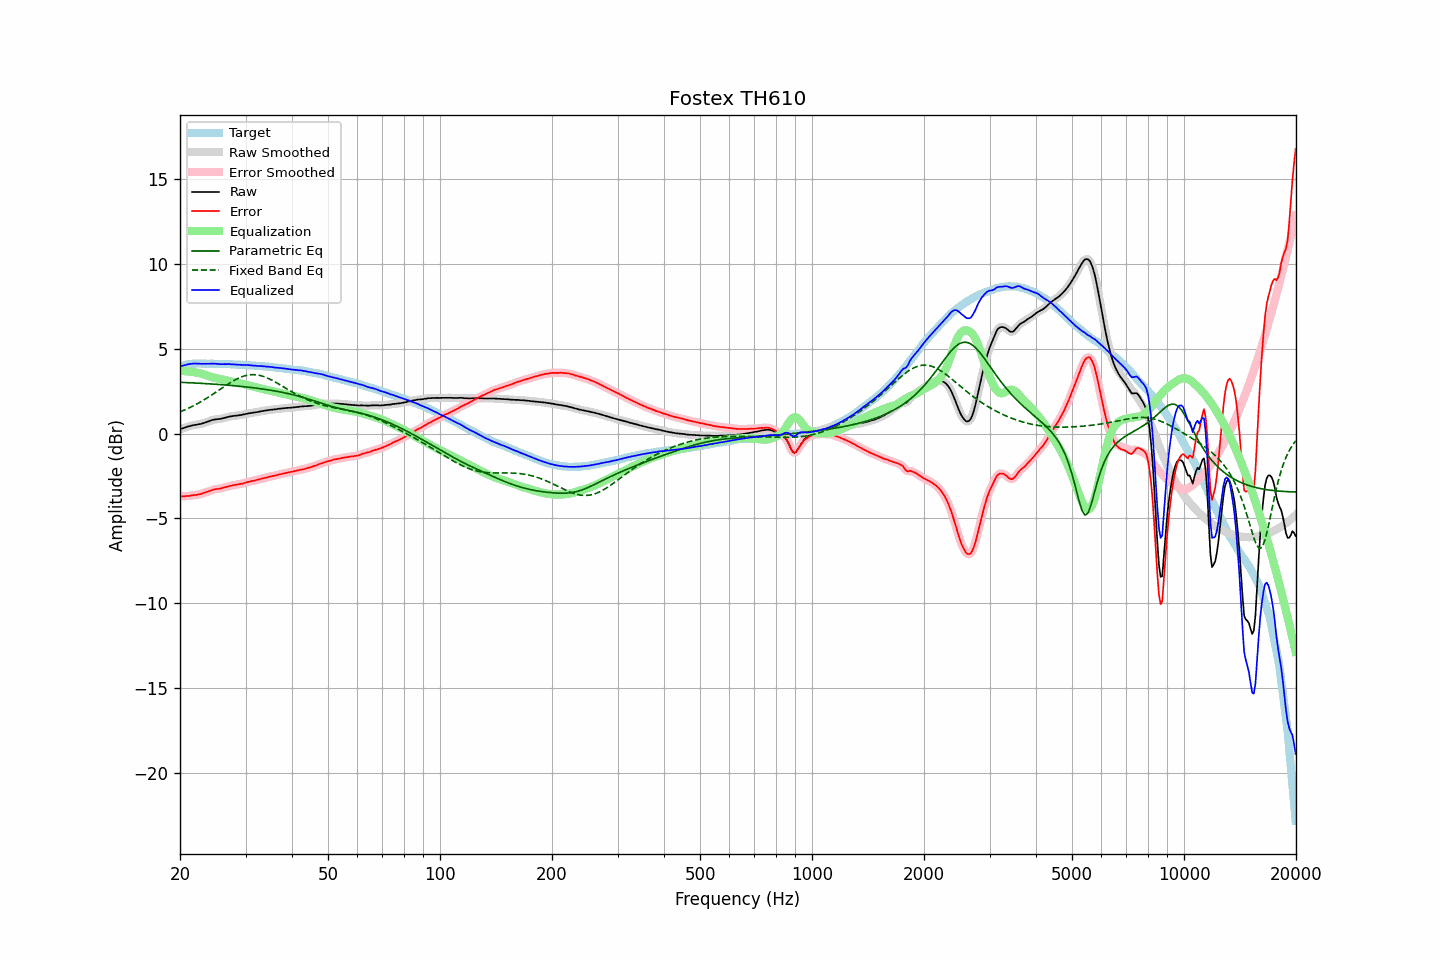 Fostex TH610
Target
Raw Smoothed
Error Smoothed
Raw
Error
Equalization
Parametric Eq
Fixed Band Eq
Equalized
Amplitude (dBr)
15
10
5
0
−5
−10
−15
−20
20
50
100
200
500
1000
2000
5000
10000
20000
Frequency (Hz)